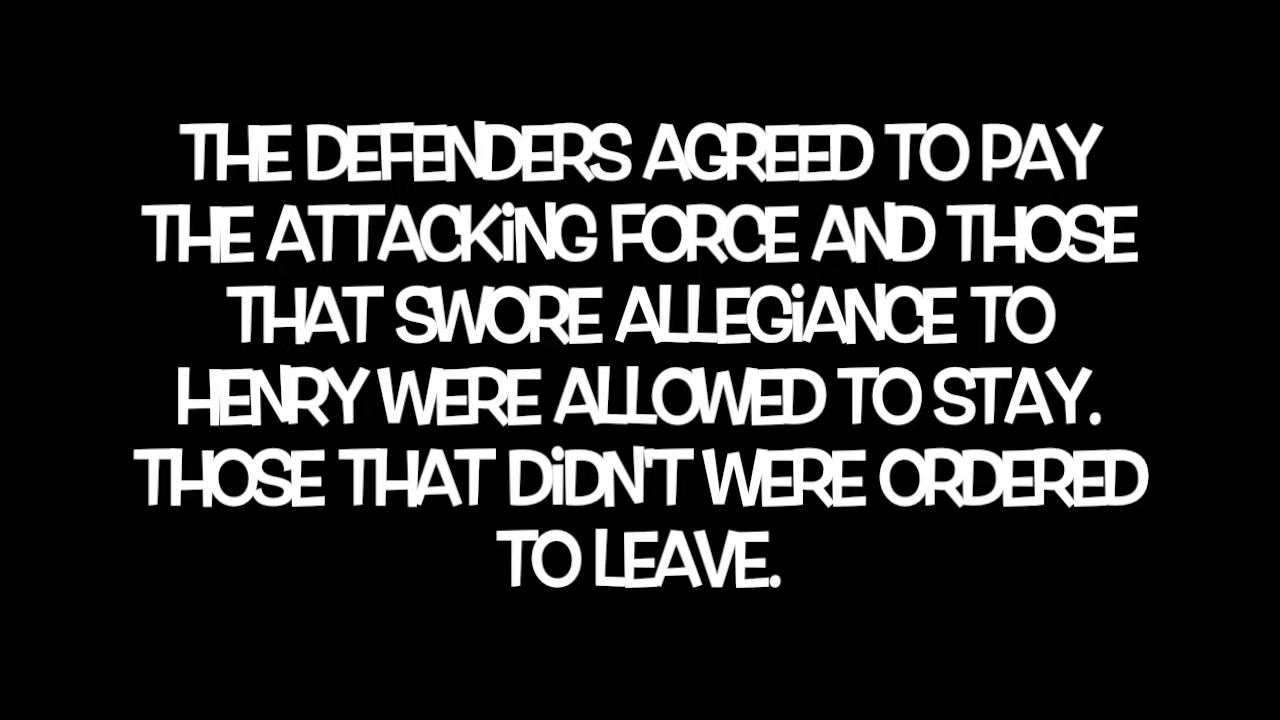 THE DEFENDERS AGREED TO PAY
THE ATTACKiNG FORCE AND THOSE
THAT SWORE ALLEGiANCE TO
HENRY WERE ALLOWED TO STAY.
THOSE THAT DiDN'T WERE ORDERED
TO LEAVE.